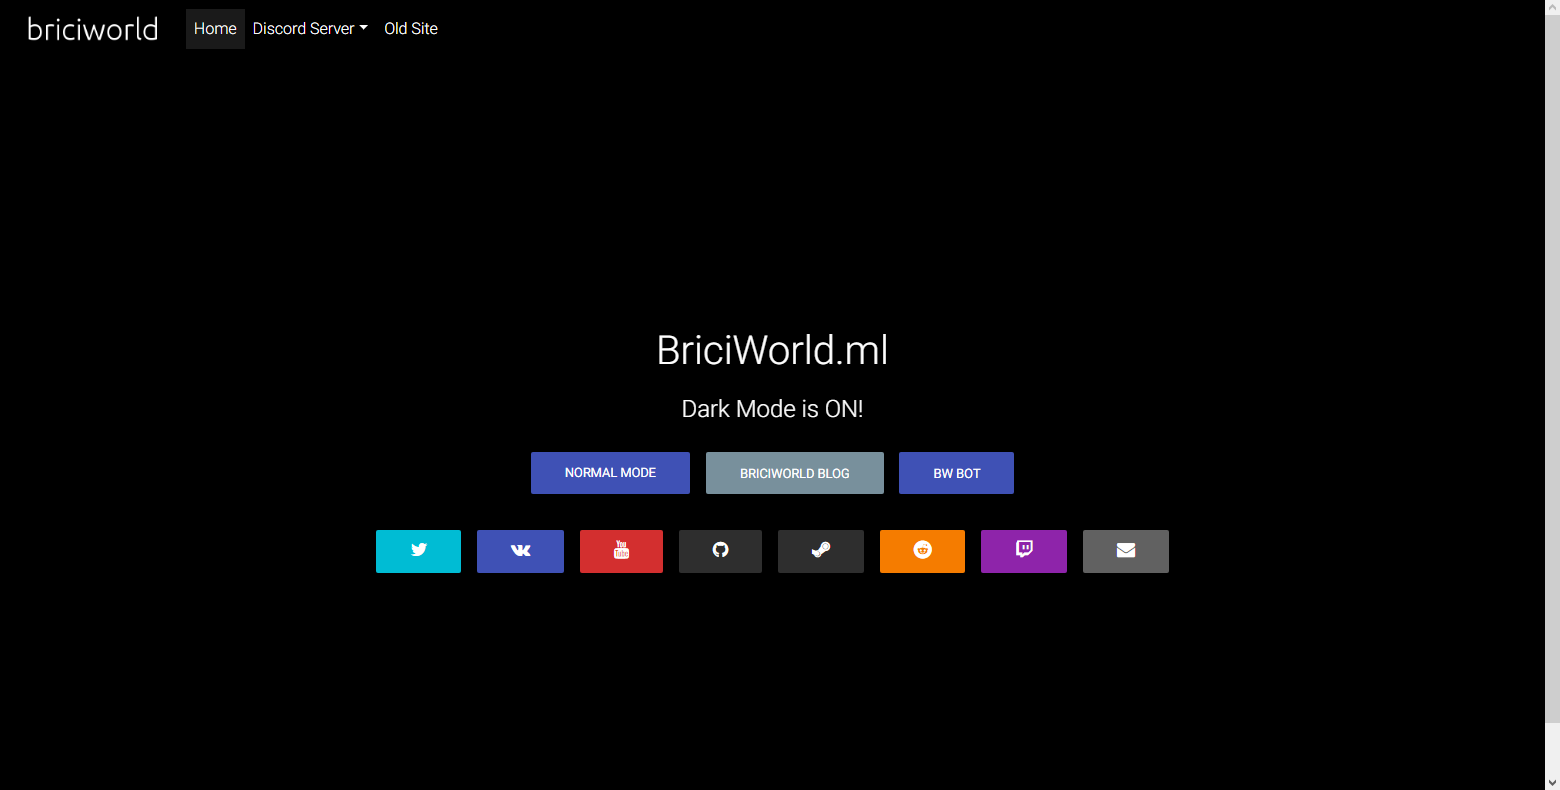 briciworld Home Discord Server Old Site
BriciWorld.ml
Dark Mode is ON!
NORMAL MODE BRICIWORLD BLOG BW BOT
You
Tube